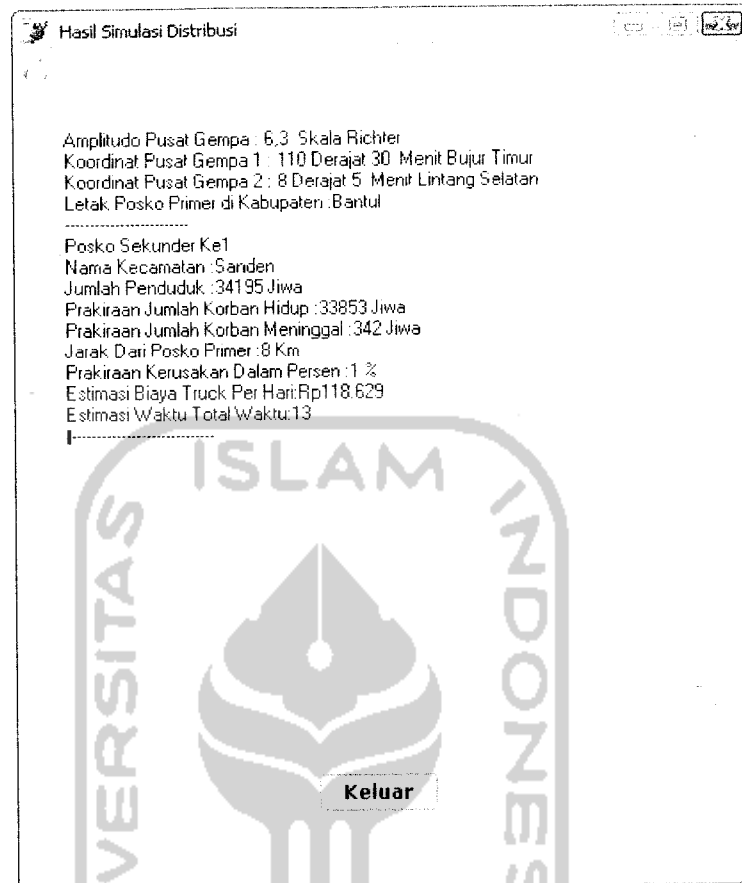 Hasil Simulasi Distribusi
Amplitudo Pusat Gempa : 6,3 Skala Richter
Koordinat Pusat Gempa 1 : 110 Derajat 30 Menit Bujur Timur
Koordinat Pusat Gempa 2 : 8 Derajat 5 Menit Lintang Selatan
Letak Posko Primer di Kabupaten :Bantul
------------------------
Posko Sekunder Ke1
Nama Kecamatan :Sanden
Jumlah Penduduk :34195 Jiwa
Prakiraan Jumlah Korban Hidup :33853 Jiwa
Prakiraan Jumlah Korban Meninggal :342 Jiwa
Jarak Dari Posko Primer :8 Km
Prakiraan Kerusakan Dalam Persen :1 %
Estimasi Biaya Truck Per Hari:Rp118.629
Estimasi Waktu Total Waktu:13
----------------------------
ISLAM
VERSITAS
INDONES
Keluar